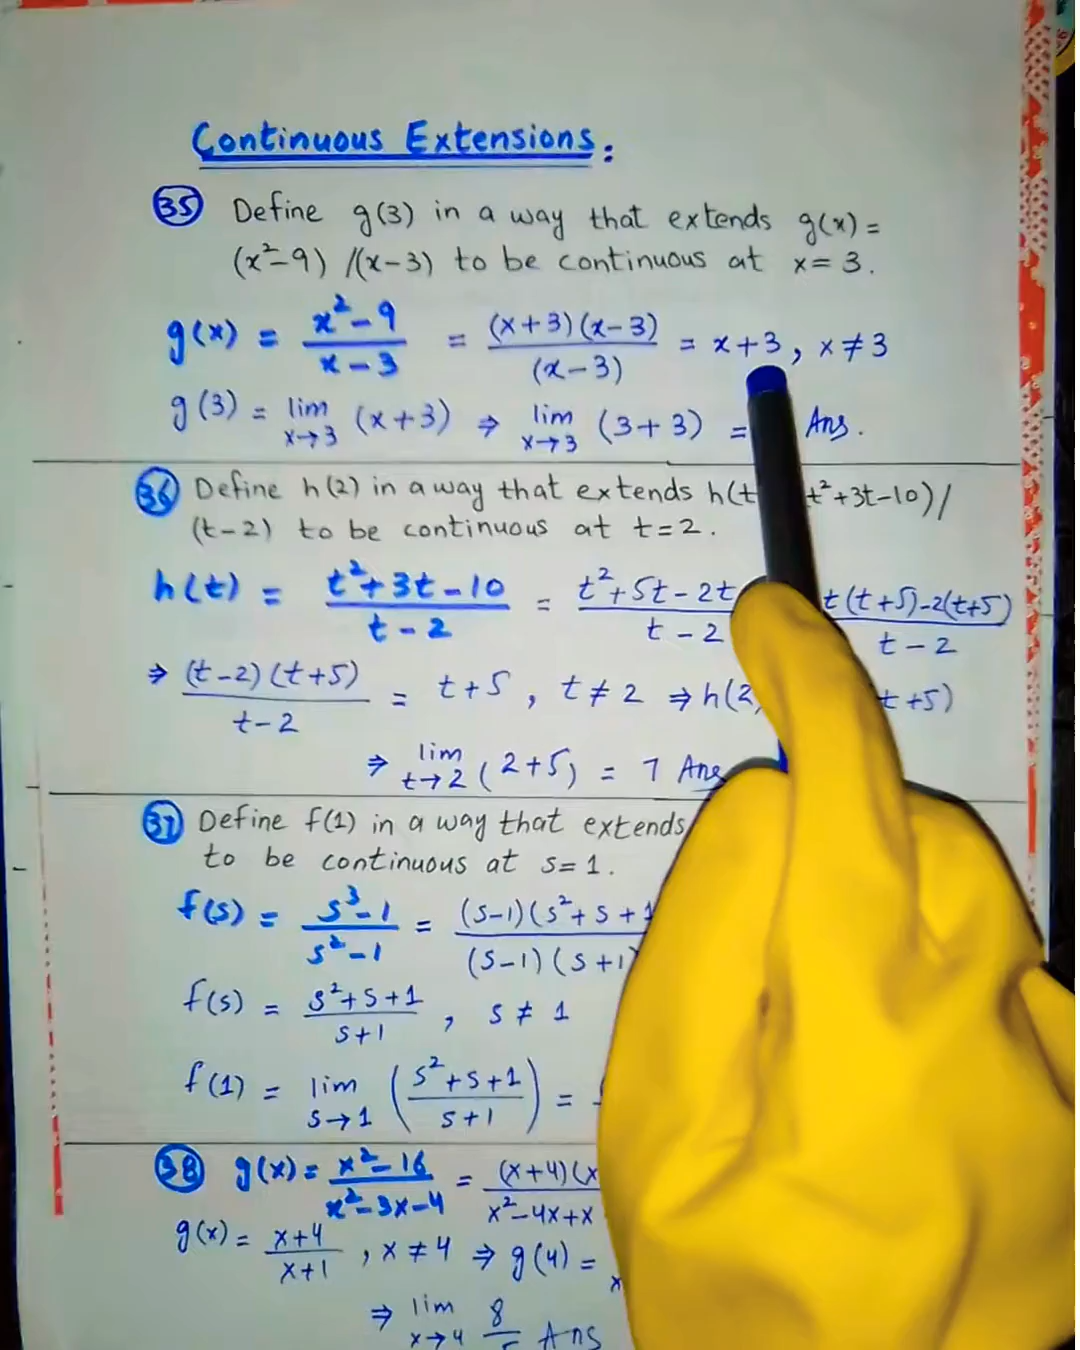 Continuous Extensions:
35 Define g(3) in a way that extends g(x) =
(x²-9) /(x-3) to be continuous at x = 3.
g(x) = x²-9 / x-3 = (x+3)(x-3) / (x-3) = x+3, x≠3
g(3) = lim x→3 (x+3) ⇒ lim x→3 (3+3) = Ans.
36 Define h(2) in a way that extends h(t t²+3t-10)/
(t-2) to be continuous at t=2.
h(t) = t²+3t-10 / t-2 = t²+5t-2t / t-2 t(t+5)-2(t+5) / t-2
⇒ (t-2)(t+5) / t-2 = t+5, t≠2 ⇒ h(2 t+5)
⇒ lim t→2 (2+5) = 7 Ans
37 Define f(1) in a way that extends
to be continuous at s=1.
f(s) = s³-1 / s²-1 = (s-1)(s²+s+1 / (s-1)(s+1)
f(s) = s²+s+1 / s+1, s≠1
f(1) = lim s→1 (s²+s+1 / s+1) =
38 g(x) = x²-16 / x²-3x-4 = (x+4)(x / x²-4x+x
g(x) = x+4 / x+1, x≠4 ⇒ g(4) =
⇒ lim x→4 8 Ans